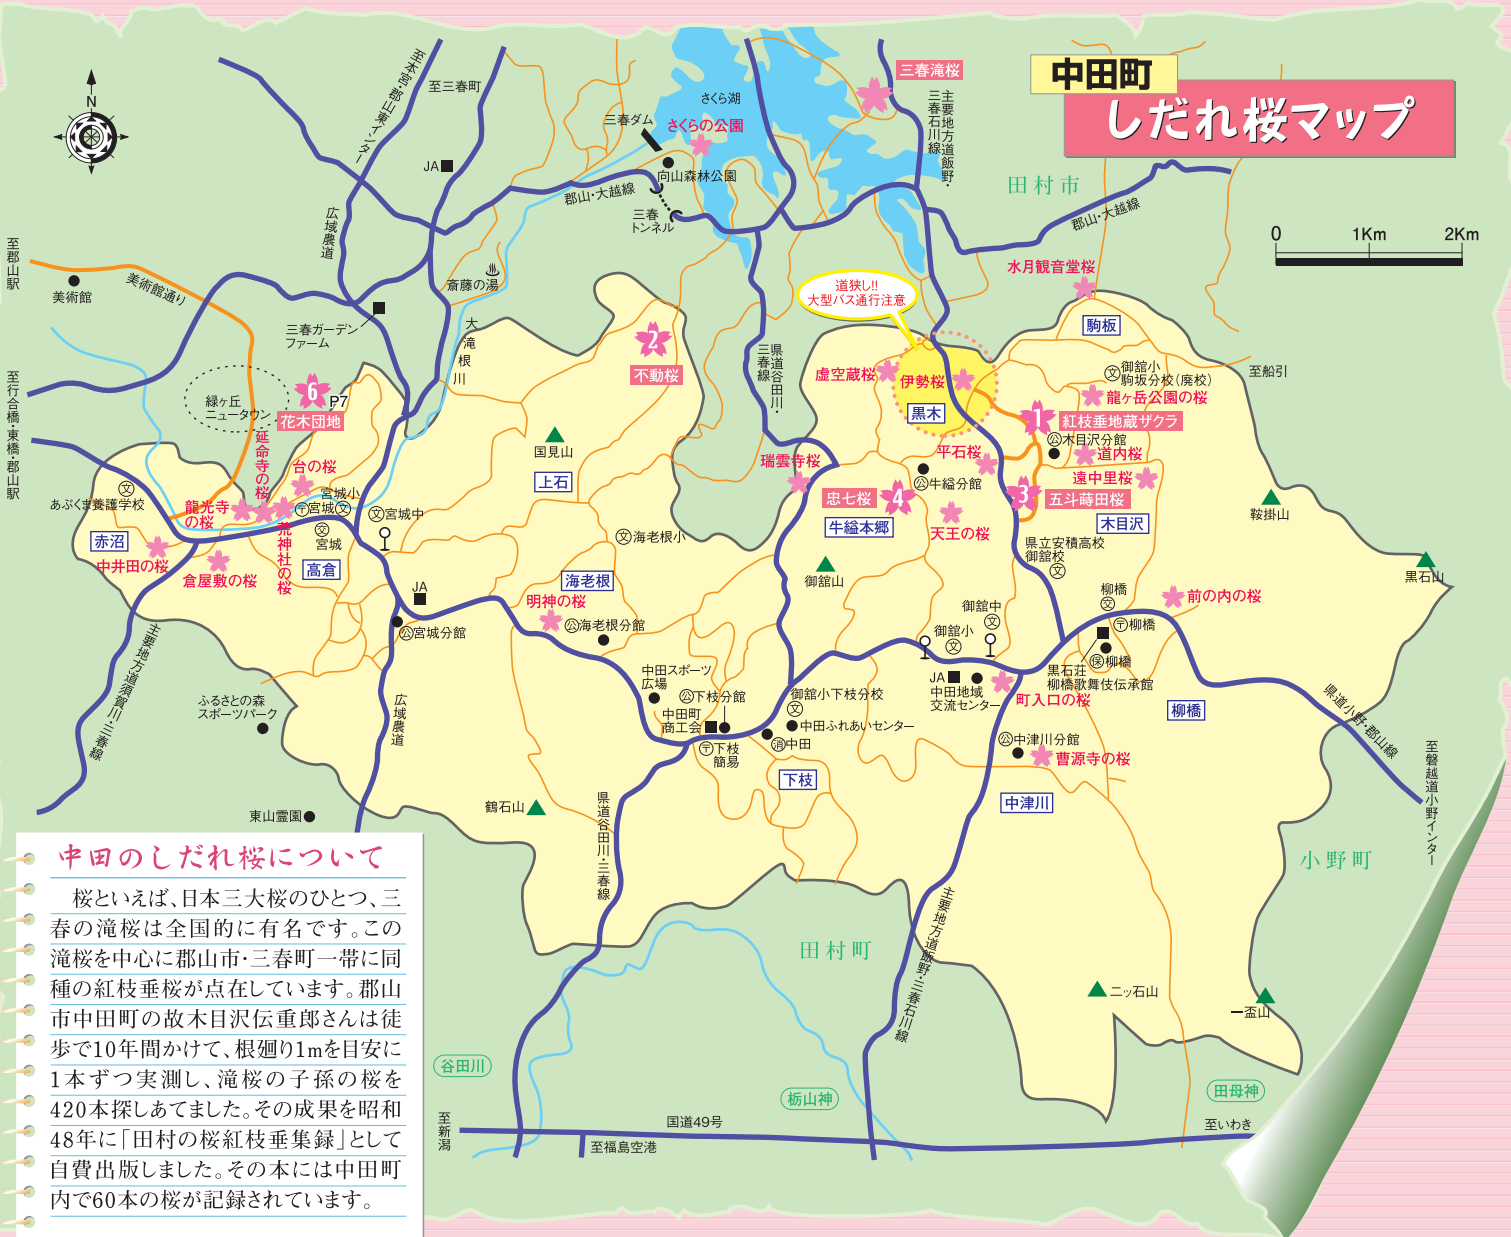 中田町
しだれ桜マップ
N
0 1Km 2Km
至本宮・郡山東インター
至三春町
JA
広域農道
至郡山駅
美術館
美術館通り
三春ガーデン
ファーム
斎藤の湯
大滝根川
至行合橋・東橋・郡山駅
緑ヶ丘
ニュータウン
6
P7
花木団地
さくら湖
三春ダム
さくらの公園
向山森林公園
郡山・大越線
三春
トンネル
三春滝桜
主要地方道飯野・
三春石川線
田村市
郡山・大越線
水月観音堂桜
道狭し!!
大型バス通行注意
駒板
御舘小
駒坂分校(廃校)
至船引
龍ヶ岳公園の桜
2
不動桜
県道谷田川・
三春線
虚空蔵桜
伊勢桜
黒木
1
紅枝垂地蔵ザクラ
公木目沢分館
道内桜
平石桜
遠中里桜
3
五斗蒔田桜
木目沢
公牛縊分館
瑞雲寺桜
忠七桜
4
牛縊本郷
天王の桜
国見山
上石
鞍掛山
黒石山
延命寺の桜
台の桜
文
あぶくま養護学校
龍光寺
の桜
宮城小
〒宮城文
文宮城中
交
宮城
赤沼
中井田の桜
倉屋敷の桜
荒神社の桜
高倉
文海老根小
海老根
明神の桜
公海老根分館
JA
公宮城分館
御舘山
県立安積高校
御舘校
文
御舘中
文
御舘小
文
柳橋
文
〒柳橋
前の内の桜
保柳橋
黒石荘
柳橋歌舞伎伝承館
JA
中田地域
交流センター
町入口の桜
柳橋
県道小野・郡山線
至磐越道小野インター
主要地方道須賀川・三春線
ふるさとの森
スポーツパーク
広域農道
中田スポーツ
広場
公下枝分館
中田町
商工会
〒下枝
簡易
御舘小下枝分校
文
中田ふれあいセンター
消中田
下枝
公中津川分館
曹源寺の桜
中津川
鶴石山
県道谷田川・三春線
東山霊園
小野町
田村町
主要地方道飯野・三春石川線
二ッ石山
一盃山
谷田川
栃山神
田母神
至新潟
国道49号
至福島空港
至いわき
中田のしだれ桜について
桜といえば、日本三大桜のひとつ、三
春の滝桜は全国的に有名です。この
滝桜を中心に郡山市・三春町一帯に同
種の紅枝垂桜が点在しています。郡山
市中田町の故木目沢伝重郎さんは徒
歩で10年間かけて、根廻り1mを目安に
1本ずつ実測し、滝桜の子孫の桜を
420本探しあてました。その成果を昭和
48年に「田村の桜紅枝垂集録」として
自費出版しました。その本には中田町
内で60本の桜が記録されています。